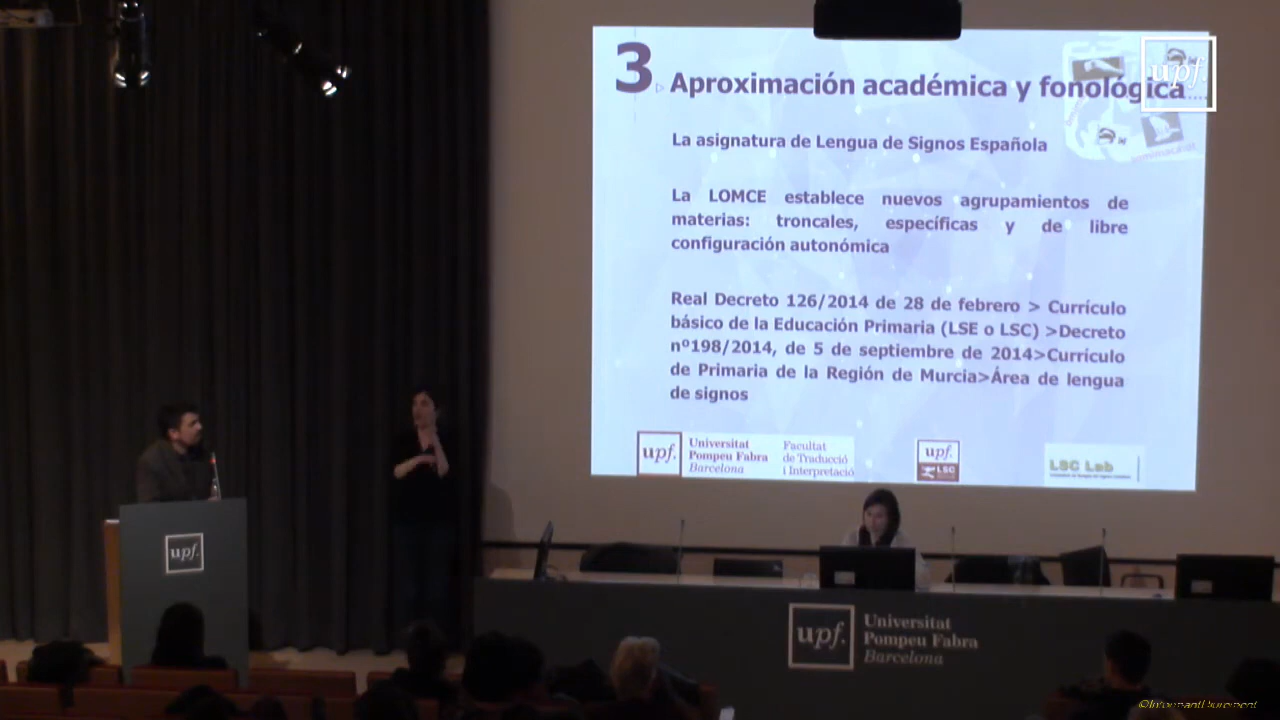 3 Aproximación académica y fonológica
upf.
La asignatura de Lengua de Signos Española
La LOMCE establece nuevos agrupamientos de
materias: troncales, específicas y de libre
configuración autonómica
Real Decreto 126/2014 de 28 de febrero > Currículo
básico de la Educación Primaria (LSE o LSC) >Decreto
nº198/2014, de 5 de septiembre de 2014>Currículo
de Primaria de la Región de Murcia>Área de lengua
de signos
upf. Universitat
Pompeu Fabra
Barcelona
Facultat
de Traducció
i Interpretació
upf.
LSC
LSC Lab
upf.
upf. Universitat
Pompeu Fabra
Barcelona